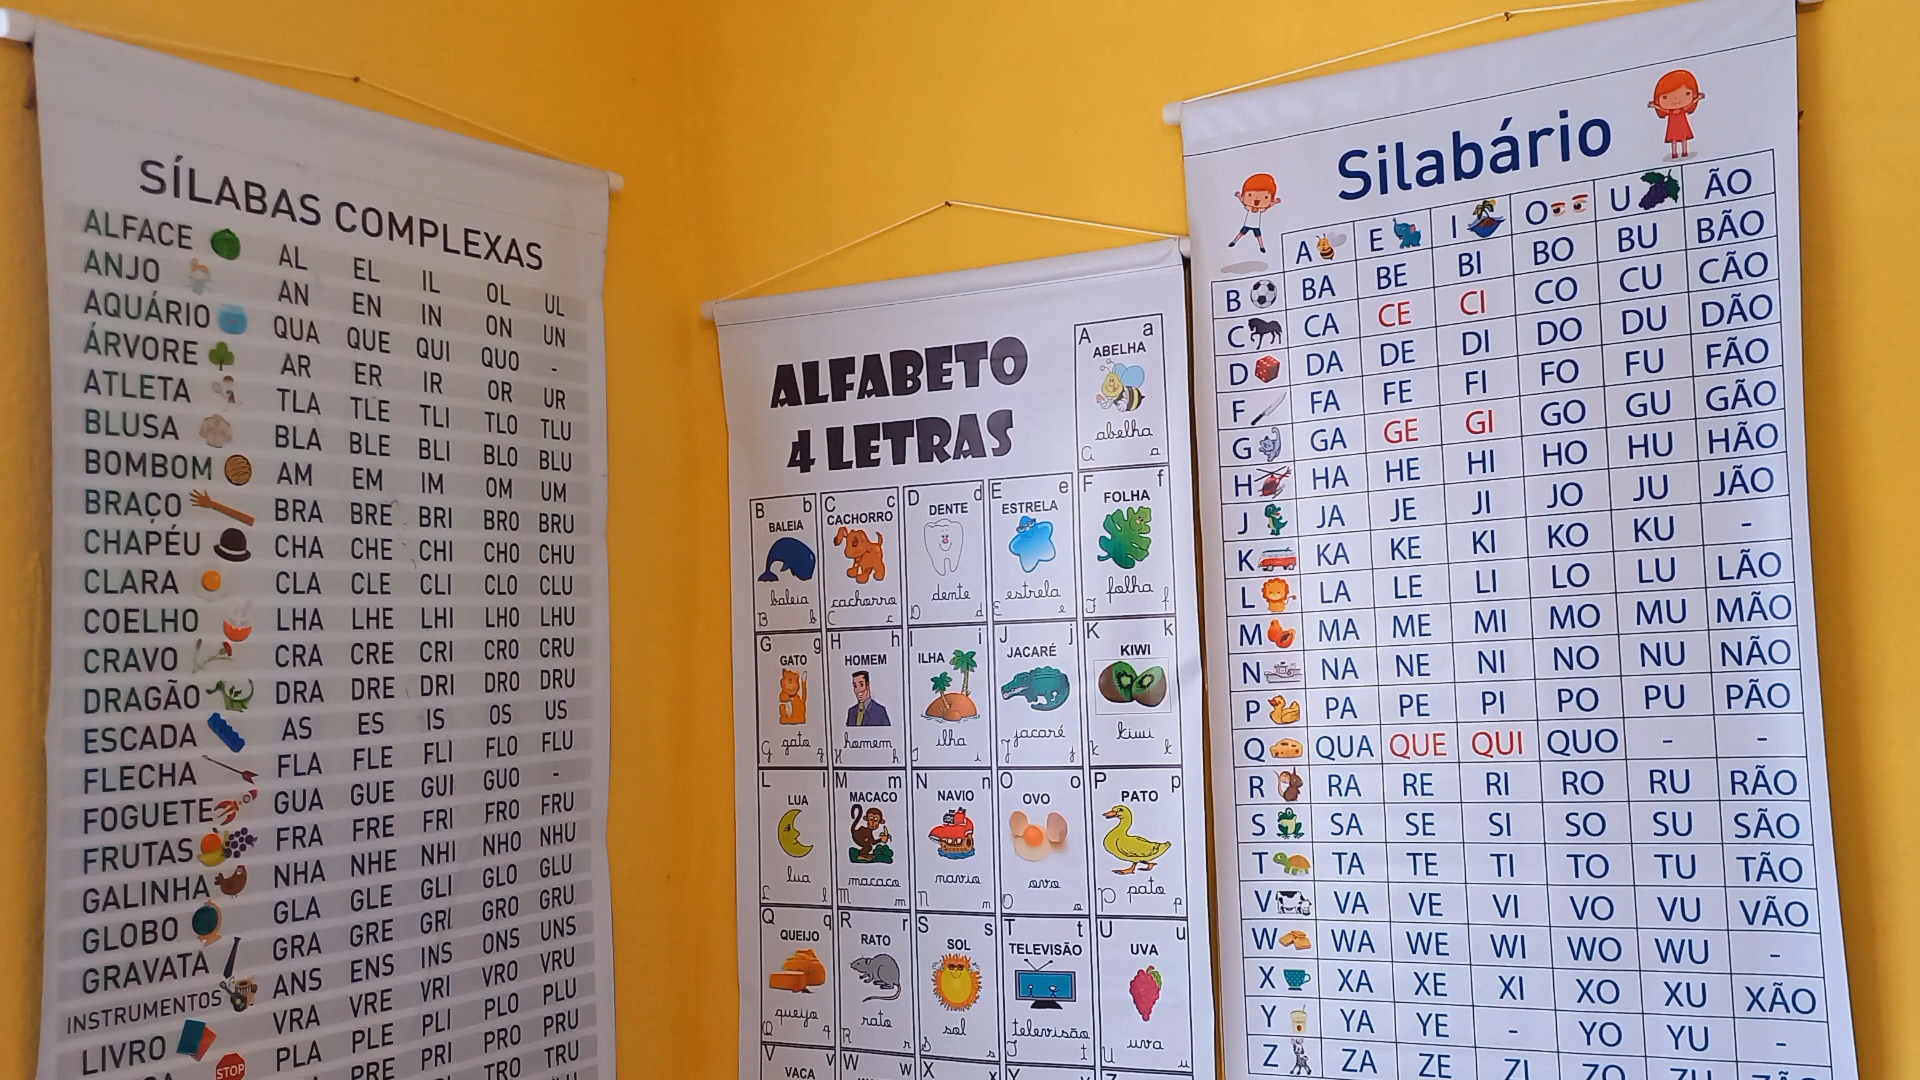 SÍLABAS COMPLEXAS
ALFACE AL EL IL OL UL
ANJO AN EN IN ON UN
AQUÁRIO QUA QUE QUI QUO -
ÁRVORE AR ER IR OR UR
ATLETA TLA TLE TLI TLO TLU
BLUSA BLA BLE BLI BLO BLU
BOMBOM AM EM IM OM UM
BRAÇO BRA BRE BRI BRO BRU
CHAPÉU CHA CHE CHI CHO CHU
CLARA CLA CLE CLI CLO CLU
COELHO LHA LHE LHI LHO LHU
CRAVO CRA CRE CRI CRO CRU
DRAGÃO DRA DRE DRI DRO DRU
ESCADA AS ES IS OS US
FLECHA FLA FLE FLI FLO FLU
FOGUETE GUA GUE GUI GUO -
FRUTAS FRA FRE FRI FRO FRU
GALINHA NHA NHE NHI NHO NHU
GLOBO GLA GLE GLI GLO GLU
GRAVATA GRA GRE GRI GRO GRU
INSTRUMENTOS ANS ENS INS ONS UNS
LIVRO VRA VRE VRI VRO VRU
STOP PLA PLE PLI PLO PLU
PRE PRI PRO PRU
TRO TRU
ALFABETO
4 LETRAS
A a
ABELHA
abelha
a a
B b C c D d E e F f
BALEIA CACHORRO DENTE ESTRELA FOLHA
baleia cachorro dente estrela folha
B b C c D d E e F f
G g H h I i J j K k
GATO HOMEM ILHA JACARÉ KIWI
gato homem ilha jacaré kiwi
G g H h I i J j k k
L l M m N n O o P p
LUA MACACO NAVIO OVO PATO
lua macaco navio ovo pato
L l M m N n O o P p
Q q R r S s T t U u
QUEIJO RATO SOL TELEVISÃO UVA
queijo rato sol televisão uva
Q q R r S s T t U u
V v W w X x Y y Z
VACA
Silabário
A E I O U ÃO
B BA BE BI BO BU BÃO
C CA CE CI CO CU CÃO
D DA DE DI DO DU DÃO
F FA FE FI FO FU FÃO
G GA GE GI GO GU GÃO
H HA HE HI HO HU HÃO
J JA JE JI JO JU JÃO
K KA KE KI KO KU -
L LA LE LI LO LU LÃO
M MA ME MI MO MU MÃO
N NA NE NI NO NU NÃO
P PA PE PI PO PU PÃO
Q QUA QUE QUI QUO - -
R RA RE RI RO RU RÃO
S SA SE SI SO SU SÃO
T TA TE TI TO TU TÃO
V VA VE VI VO VU VÃO
W WA WE WI WO WU -
X XA XE XI XO XU XÃO
Y YA YE - YO YU -
Z ZA ZE ZI ZO ZU ZÃO